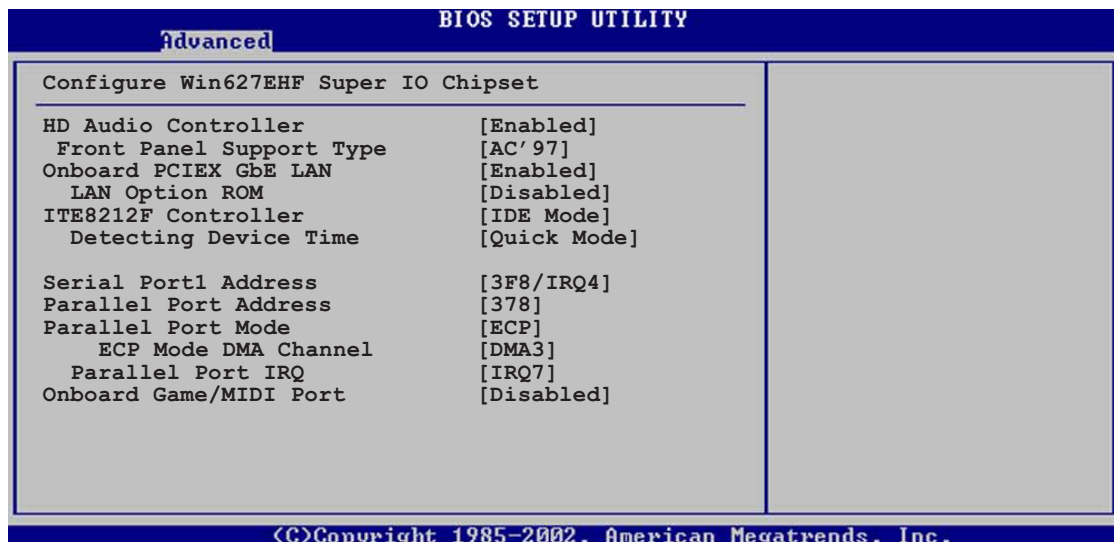 BIOS SETUP UTILITY
Advanced
Configure Win627EHF Super IO Chipset
HD Audio Controller [Enabled]
Front Panel Support Type [AC'97]
Onboard PCIEX GbE LAN [Enabled]
LAN Option ROM [Disabled]
ITE8212F Controller [IDE Mode]
Detecting Device Time [Quick Mode]
Serial Port1 Address [3F8/IRQ4]
Parallel Port Address [378]
Parallel Port Mode [ECP]
ECP Mode DMA Channel [DMA3]
Parallel Port IRQ [IRQ7]
Onboard Game/MIDI Port [Disabled]
(C)Copyright 1985-2002, American Megatrends, Inc.